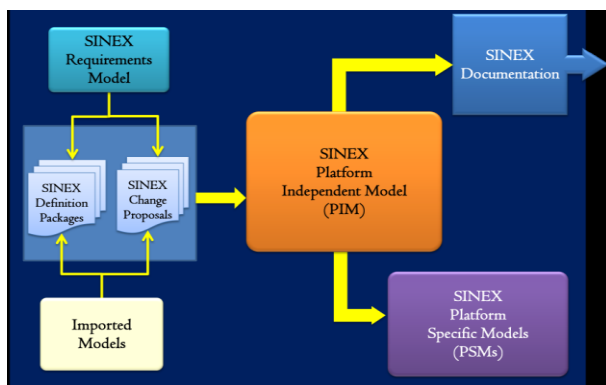 SINEX
Requirements
Model
SINEX
Definition
Packages
SINEX
Change
Proposals
Imported
Models
SINEX
Platform
Independent Model
(PIM)
SINEX
Documentation
SINEX
Platform
Specific Models
(PSMs)